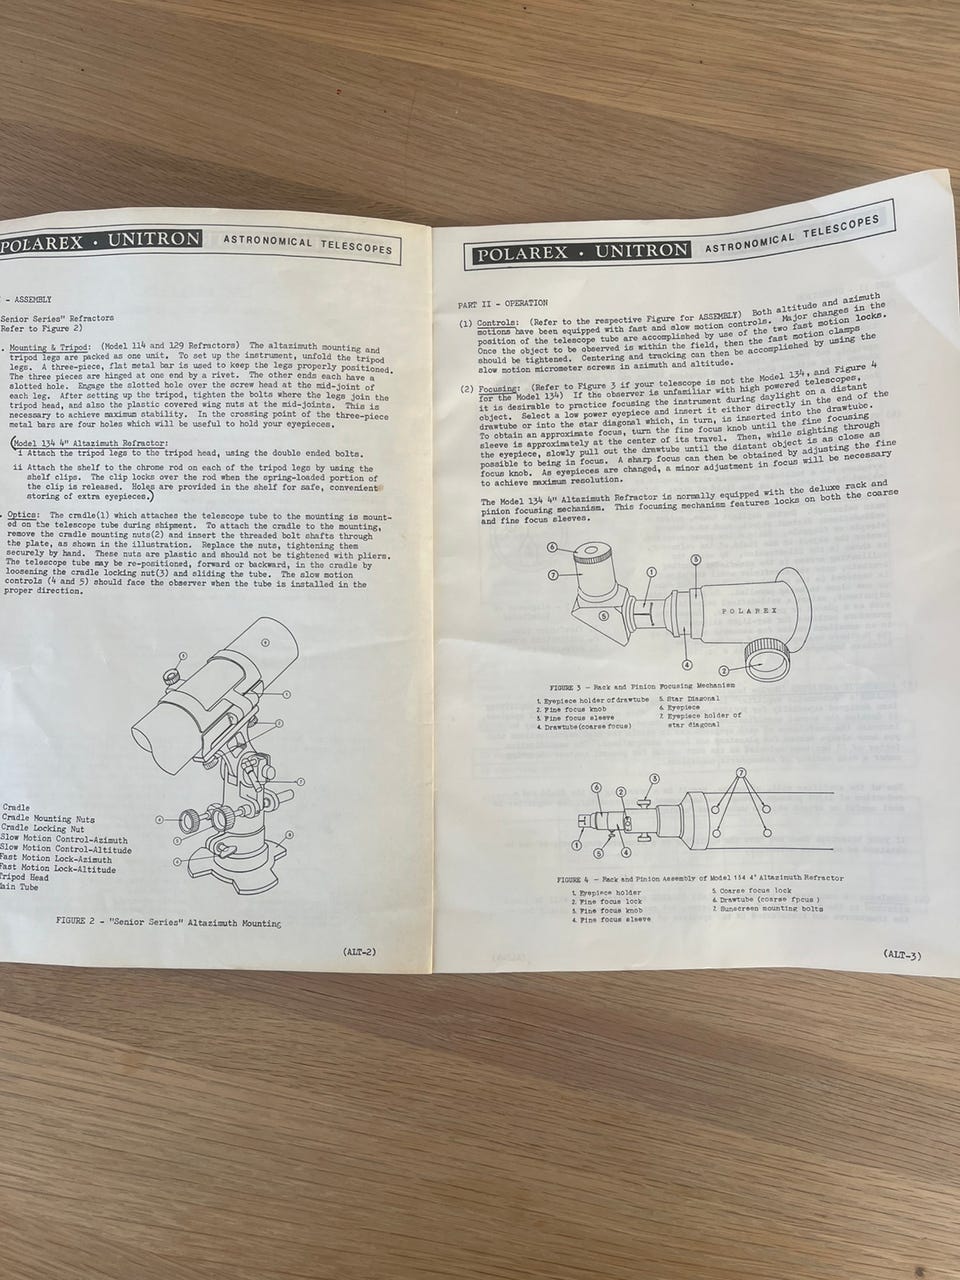 POLAREX · UNITRON ASTRONOMICAL TELESCOPES
- ASSEMBLY
Senior Series" Refractors
Refer to Figure 2)
. Mounting & Tripod: (Model 114 and 129 Refractors) The altazimuth mounting and
tripod legs are packed as one unit. To set up the instrument, unfold the tripod
legs. A three-piece, flat metal bar is used to keep the legs properly positioned.
The three pieces are hinged at one end by a rivet. The other ends each have a
slotted hole. Engage the slotted hole over the screw head at the mid-joint of
each leg. After setting up the tripod, tighten the bolts where the legs join the
tripod head, and also the plastic covered wing nuts at the mid-joints. This is
necessary to achieve maximum stability. In the crossing point of the three-piece
metal bars are four holes which will be useful to hold your eyepieces.
(Model 134 4" Altazimuth Refractor:
i Attach the tripod legs to the tripod head, using the double ended bolts.
ii Attach the shelf to the chrome rod on each of the tripod legs by using the
shelf clips. The clip locks over the rod when the spring-loaded portion of
the clip is released. Holes are provided in the shelf for safe, convenient
storing of extra eyepieces.)
. Optics: The cradle(1) which attaches the telescope tube to the mounting is mount-
ed on the telescope tube during shipment. To attach the cradle to the mounting,
remove the cradle mounting nuts(2) and insert the threaded bolt shafts through
the plate, as shown in the illustration. Replace the nuts, tightening them
securely by hand. These nuts are plastic and should not be tightened with pliers.
The telescope tube may be re-positioned, forward or backward, in the cradle by
loosening the cradle locking nut(3) and sliding the tube. The slow motion
controls (4 and 5) should face the observer when the tube is installed in the
proper direction.
Cradle
Cradle Mounting Nuts
Cradle Locking Nut
Slow Motion Control-Azimuth
Slow Motion Control-Altitude
Fast Motion Lock-Azimuth
Fast Motion Lock-Altitude
Tripod Head
Main Tube
FIGURE 2 - "Senior Series" Altazimuth Mounting
(ALT-2)
POLAREX · UNITRON ASTRONOMICAL TELESCOPES
PART II - OPERATION
(1) Controls: (Refer to the respective Figure for ASSEMBLY) Both altitude and azimuth
motions have been equipped with fast and slow motion controls. Major changes in the
position of the telescope tube are accomplished by use of the two fast motion locks.
Once the object to be observed is within the field, then the fast motion clamps
should be tightened. Centering and tracking can then be accomplished by using the
slow motion micrometer screws in azimuth and altitude.
(2) Focusing: (Refer to Figure 3 if your telescope is not the Model 134, and Figure 4
for the Model 134) If the observer is unfamiliar with high powered telescopes,
it is desirable to practice focusing the instrument during daylight on a distant
object. Select a low power eyepiece and insert it either directly in the end of the
drawtube or into the star diagonal which, in turn, is inserted into the drawtube.
To obtain an approximate focus, turn the fine focus knob until the fine focusing
sleeve is approximately at the center of its travel. Then, while sighting through
the eyepiece, slowly pull out the drawtube until the distant object is as close as
possible to being in focus. A sharp focus can then be obtained by adjusting the fine
focus knob. As eyepieces are changed, a minor adjustment in focus will be necessary
to achieve maximum resolution.
The Model 134 4" Altazimuth Refractor is normally equipped with the deluxe rack and
pinion focusing mechanism. This focusing mechanism features locks on both the coarse
and fine focus sleeves.
6
7
1
3
5
POLAREX
4
2
FIGURE 3 - Rack and Pinion Focusing Mechanism
1. Eyepiece holder of drawtube 5. Star Diagonal
2. Fine focus knob 6. Eyepiece
3. Fine focus sleeve 7. Eyepiece holder of
4. Drawtube (coarse focus) star diagonal
6
2
3
7
1
5
4
FIGURE 4 - Rack and Pinion Assembly of Model 134 4" Altazimuth Refractor
1. Eyepiece holder 5. Coarse focus lock
2. Fine focus lock 6. Drawtube (coarse fpcus)
3. Fine focus knob 7. Sunscreen mounting bolts
4. Fine focus sleeve
(ALT-3)